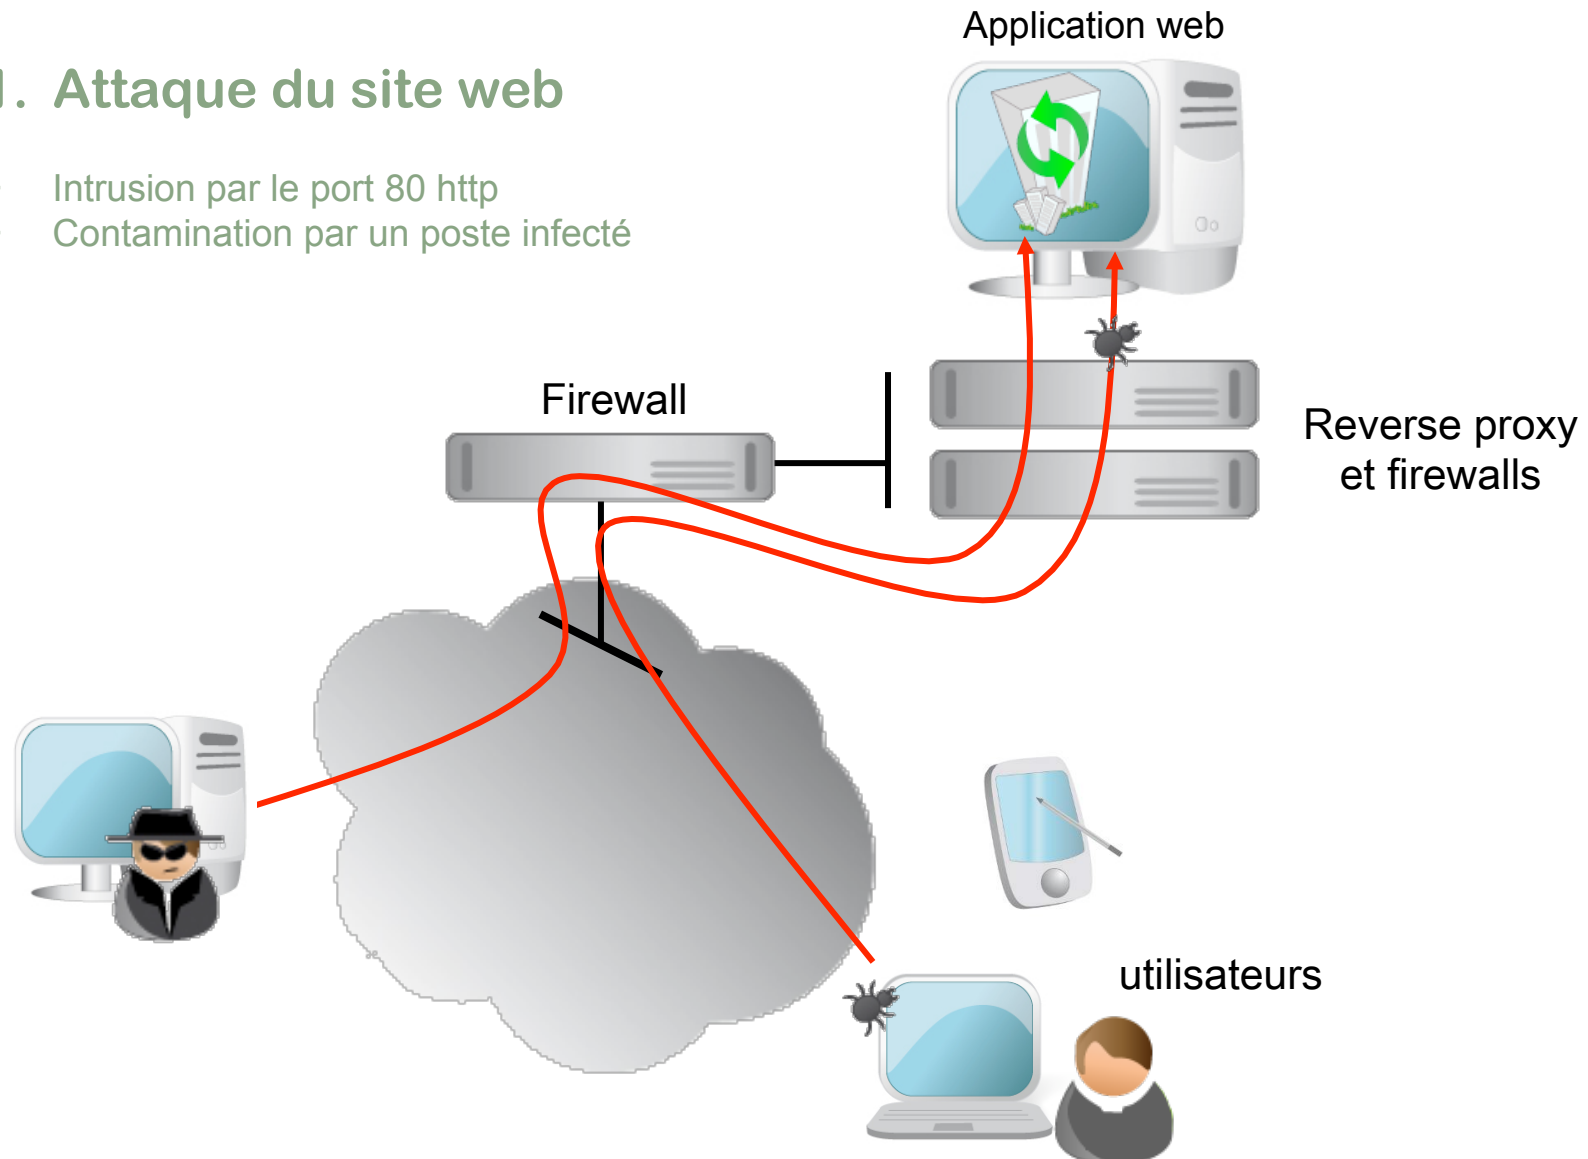 Application web
1. Attaque du site web
Intrusion par le port 80 http
Contamination par un poste infecté
Firewall
Reverse proxy
et firewalls
utilisateurs